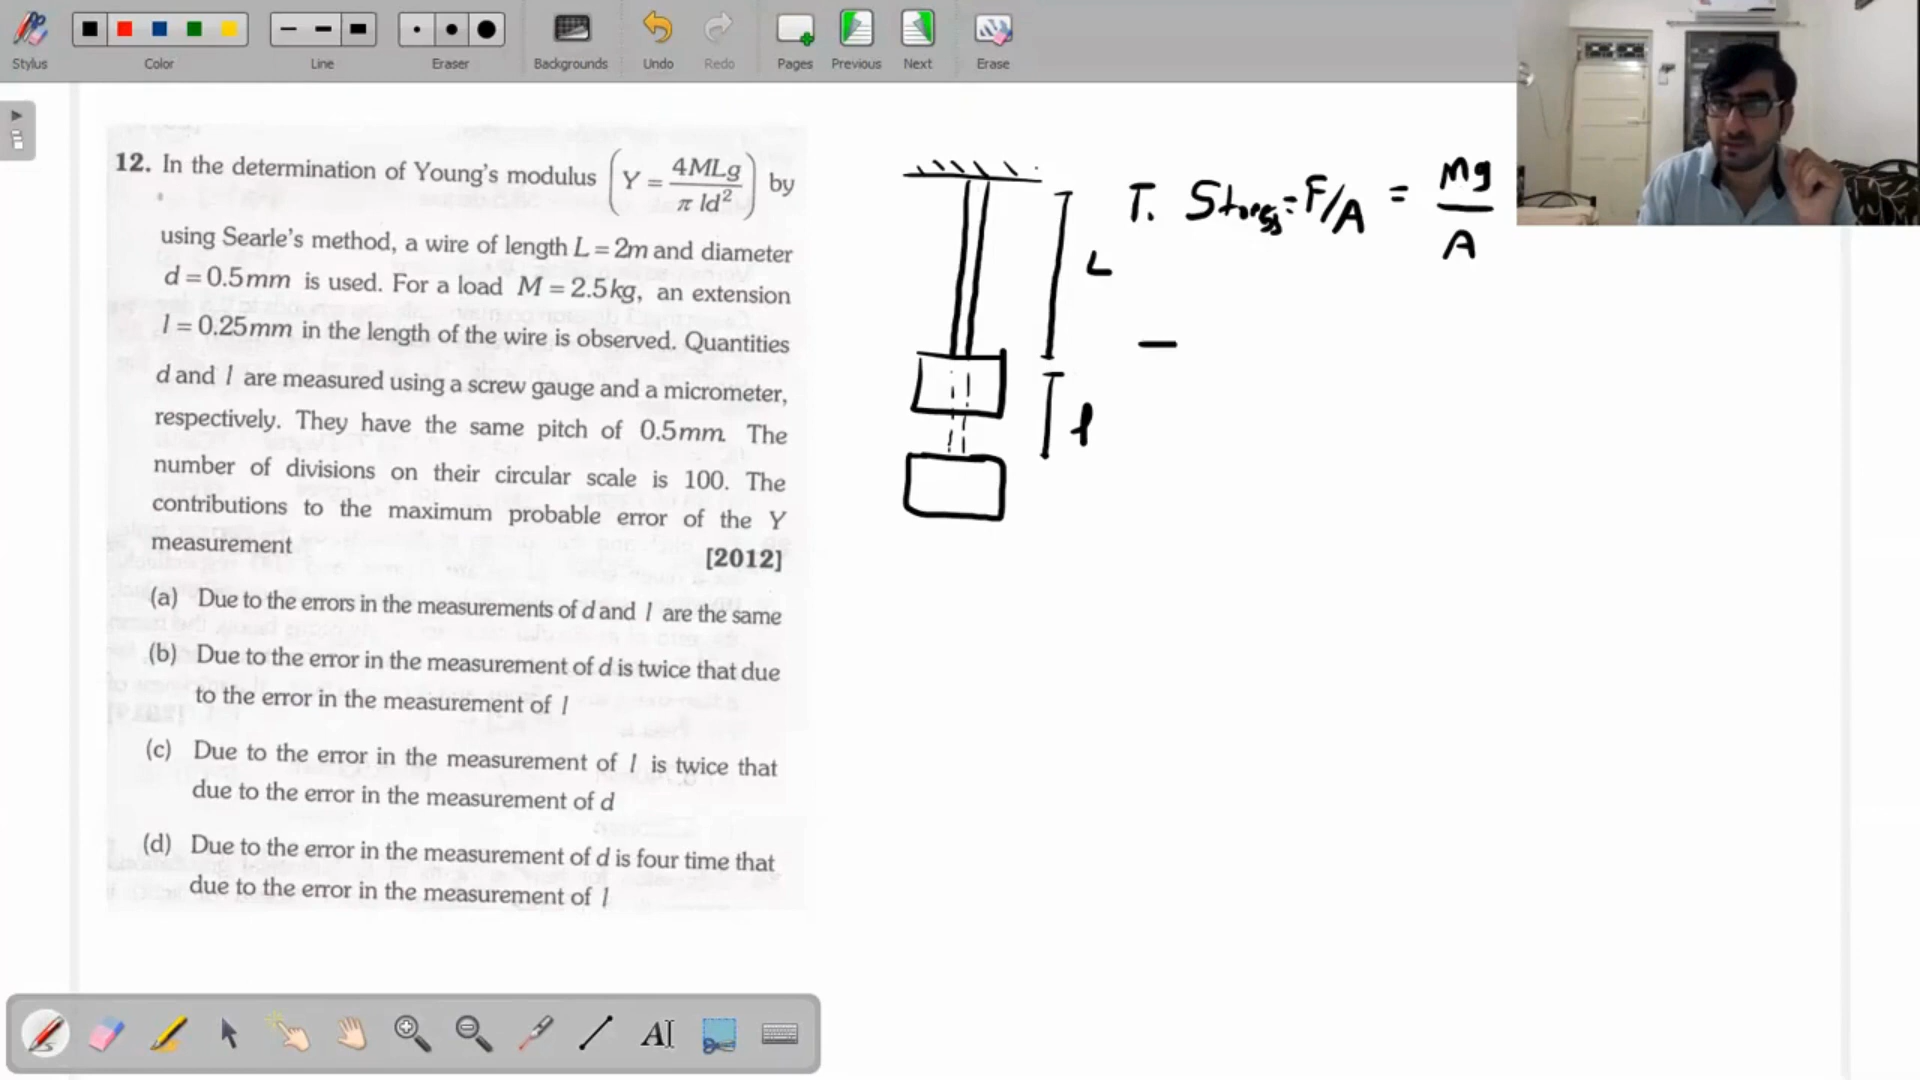 Stylus
Color
Line
Eraser
Backgrounds
Undo
Redo
Pages
Previous
Next
Erase
12. In the determination of Young's modulus (Y = 4MLg / π ld²) by
using Searle's method, a wire of length L = 2m and diameter
d = 0.5mm is used. For a load M = 2.5kg, an extension
l = 0.25mm in the length of the wire is observed. Quantities
d and l are measured using a screw gauge and a micrometer,
respectively. They have the same pitch of 0.5mm. The
number of divisions on their circular scale is 100. The
contributions to the maximum probable error of the Y
measurement [2012]
(a) Due to the errors in the measurements of d and l are the same
(b) Due to the error in the measurement of d is twice that due
to the error in the measurement of l
(c) Due to the error in the measurement of l is twice that
due to the error in the measurement of d
(d) Due to the error in the measurement of d is four time that
due to the error in the measurement of l
L
l
T. Stress = F/A = Mg / A